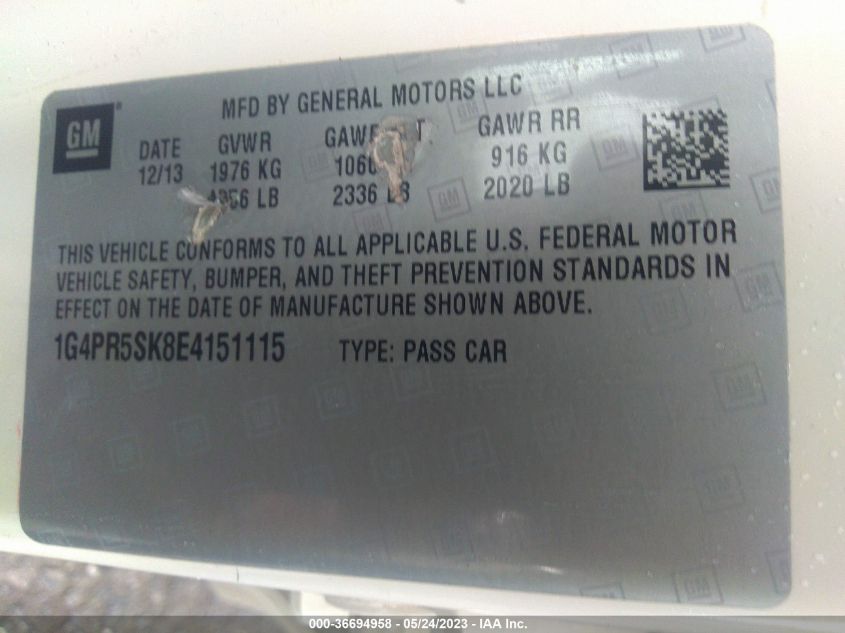 GM
MFD BY GENERAL MOTORS LLC
DATE GVWR GAWR RR
12/13 1976 KG 916 KG
LB 2336 LB 2020 LB
THIS VEHICLE CONFORMS TO ALL APPLICABLE U.S. FEDERAL MOTOR
VEHICLE SAFETY, BUMPER, AND THEFT PREVENTION STANDARDS IN
EFFECT ON THE DATE OF MANUFACTURE SHOWN ABOVE.
1G4PR5SK8E4151115 TYPE: PASS CAR
000-36694958 - 05/24/2023 - IAA Inc.